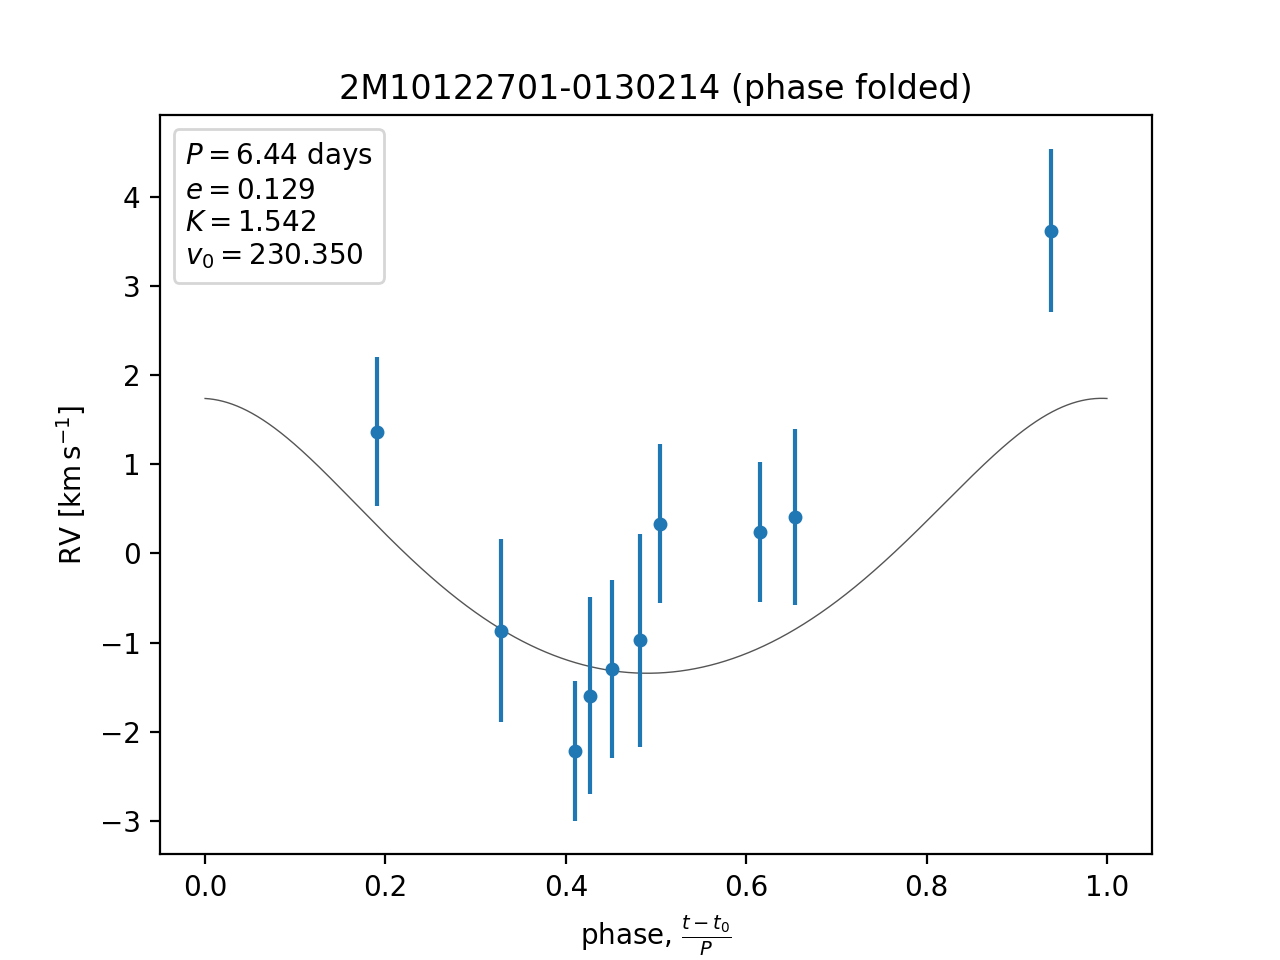 2M10122701-0130214 (phase folded)
P = 6.44 days
e = 0.129
K = 1.542
v₀ = 230.350
4
3
2
1
0
−1
−2
−3
RV [km s⁻¹]
0.0 0.2 0.4 0.6 0.8 1.0
phase, (t − t₀)/P